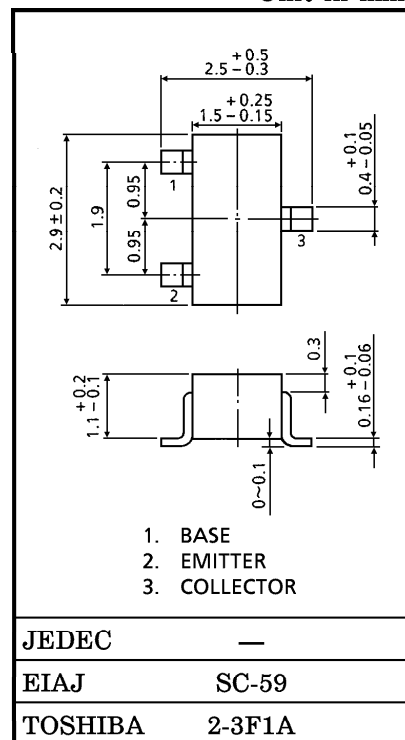 +0.5
2.5 −0.3
+0.25
1.5 −0.15
2.9 ± 0.2
1.9
0.95
0.95
1
2
3
+0.1
0.4 −0.05
+0.2
1.1 −0.1
0.3
+0.1
0.16 −0.06
0~0.1
1. BASE
2. EMITTER
3. COLLECTOR
JEDEC —
EIAJ SC-59
TOSHIBA 2-3F1A